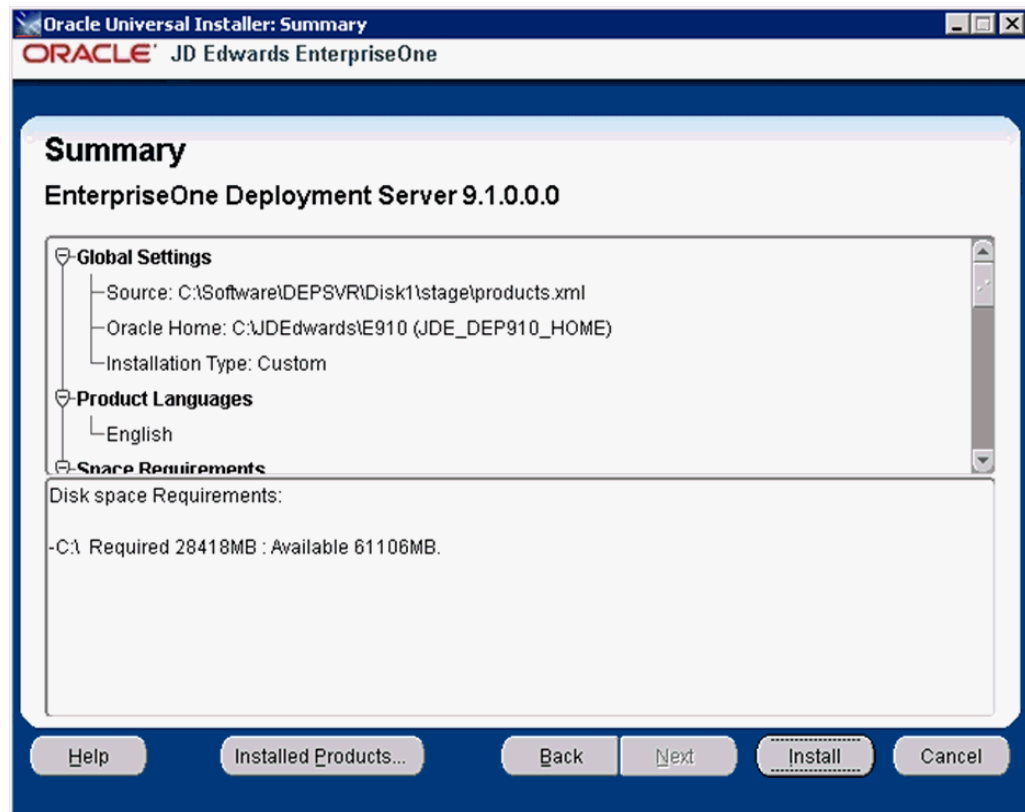 Oracle Universal Installer: Summary
ORACLE JD Edwards EnterpriseOne
Summary
EnterpriseOne Deployment Server 9.1.0.0.0
Global Settings
Source: C:\Software\DEPSVR\Disk1\stage\products.xml
Oracle Home: C:\JDEdwards\E910 (JDE_DEP910_HOME)
Installation Type: Custom
Product Languages
English
Space Requirements
Disk space Requirements:
-C:\ Required 28418MB : Available 61106MB.
Help Installed Products... Back Next Install Cancel